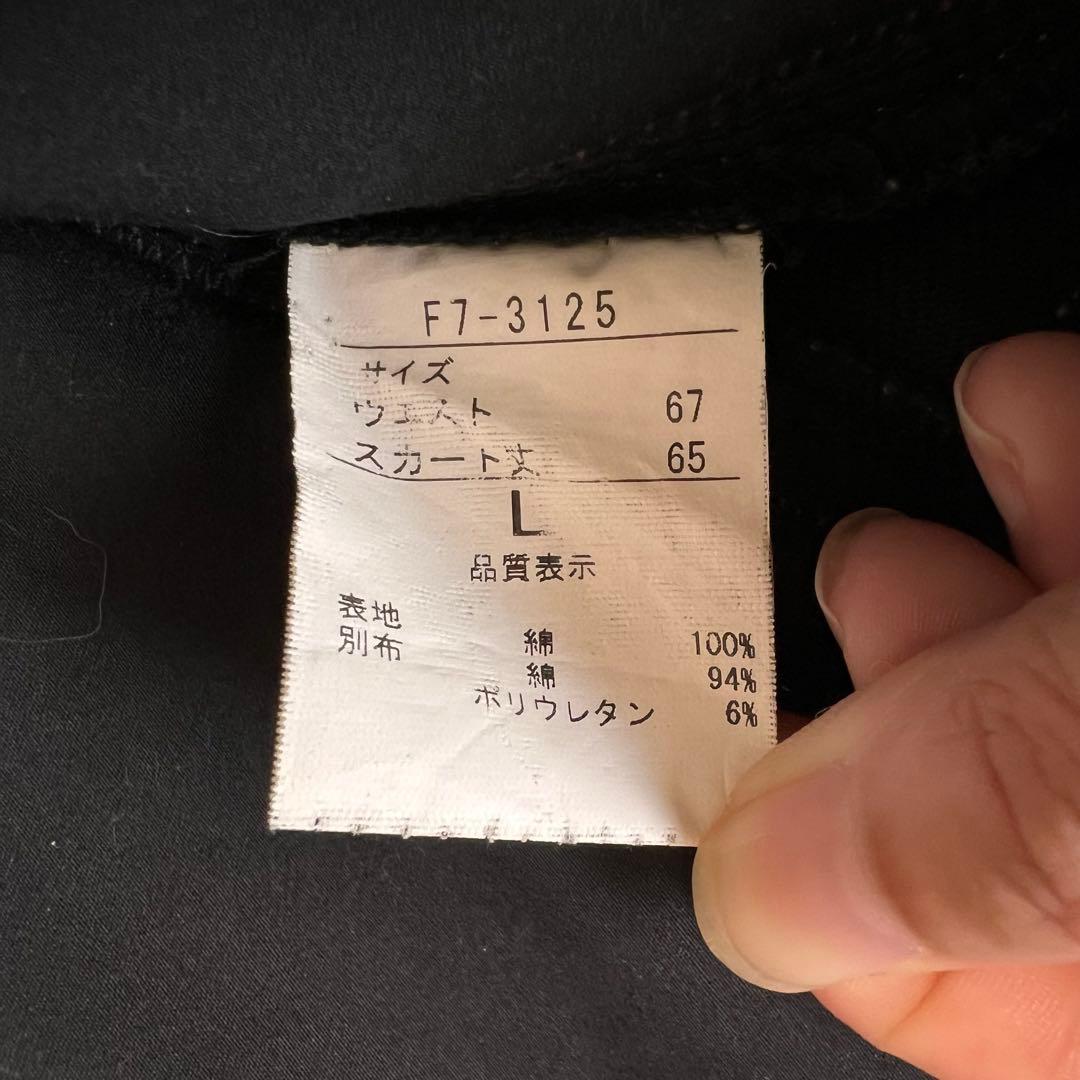 F7-3125
サイズ
ウエスト 67
スカート丈 65
L
品質表示
表地 綿 100%
別布 綿 94%
ポリウレタン 6%